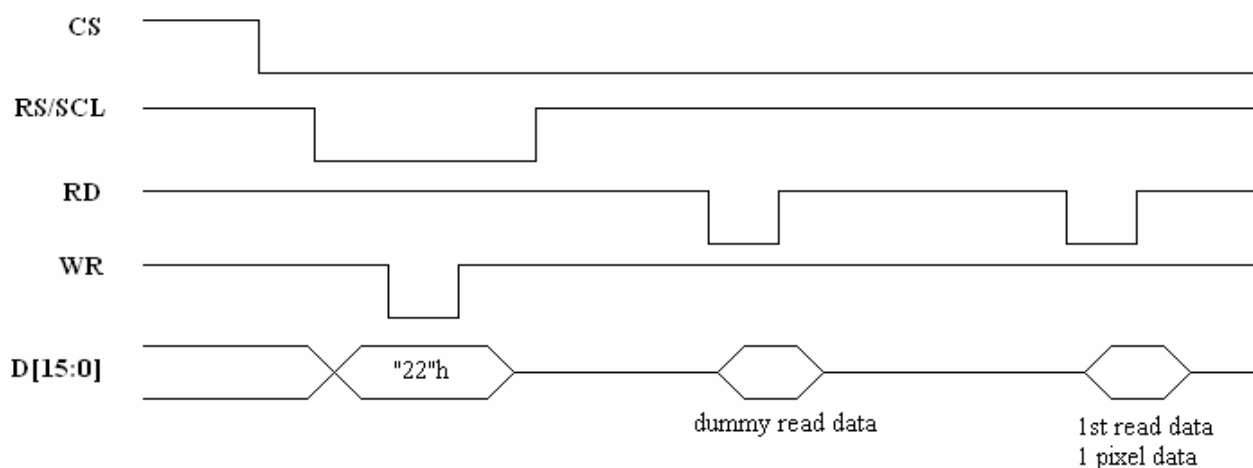 CS
RS/SCL
RD
WR
D[15:0]
"22"h
dummy read data
1st read data
1 pixel data